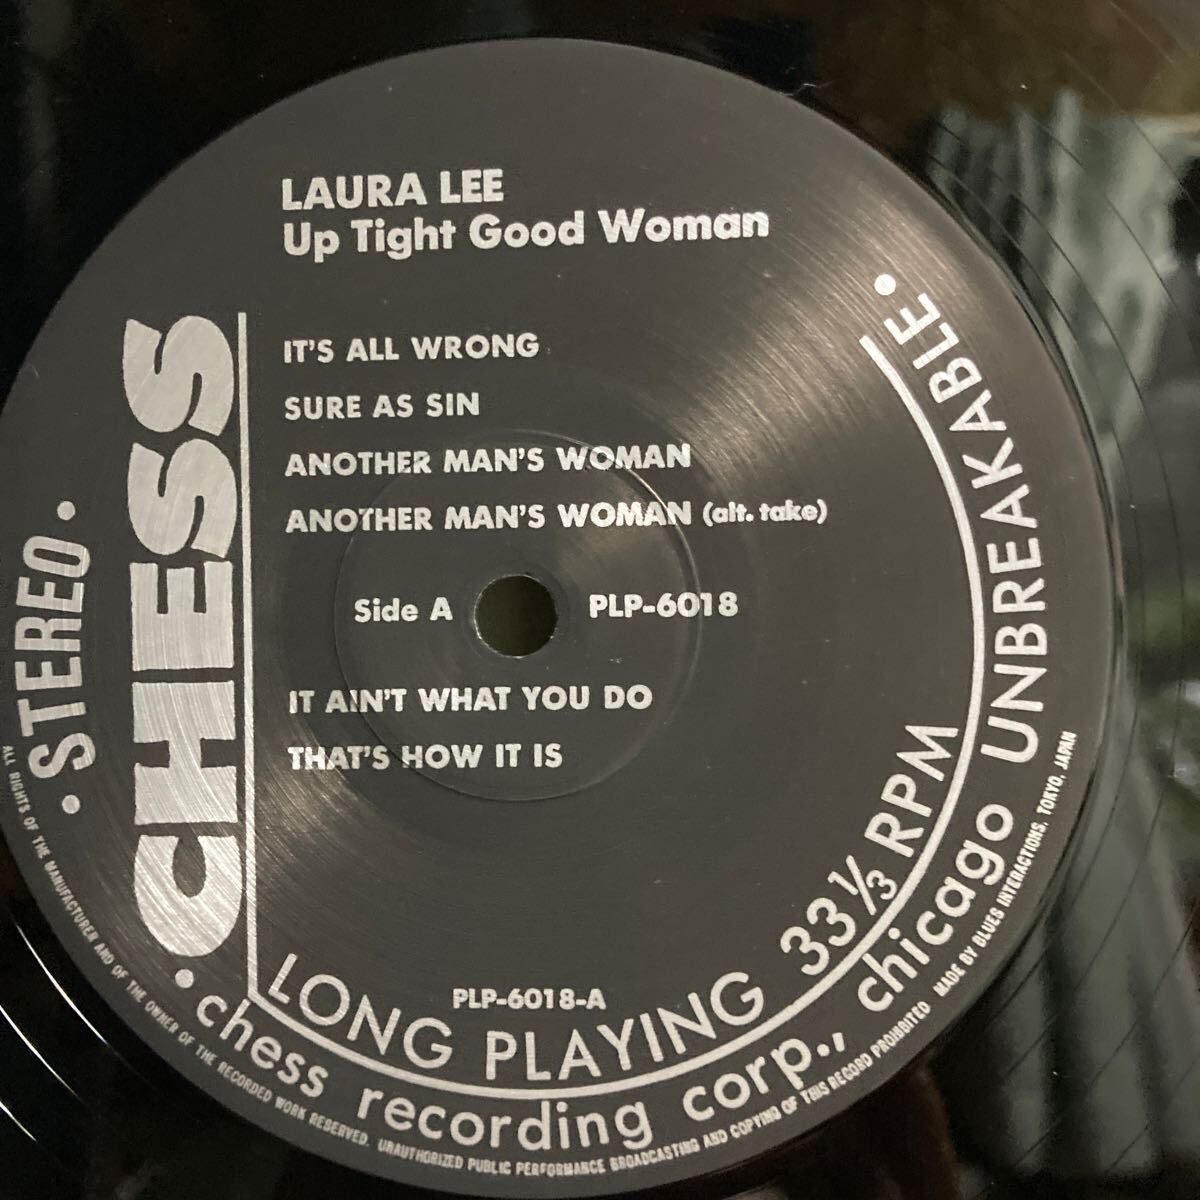 LAURA LEE
Up Tight Good Woman
IT'S ALL WRONG
SURE AS SIN
ANOTHER MAN'S WOMAN
ANOTHER MAN'S WOMAN (alt. take)
Side A
PLP-6018
IT AIN'T WHAT YOU DO
THAT'S HOW IT IS
PLP-6018-A
• STEREO •
CHESS
LONG PLAYING 33⅓ RPM
• chess recording corp., chicago UNBREAKABLE •
ALL RIGHTS OF THE MANUFACTURER AND OF THE OWNER OF THE RECORDED WORK RESERVED. UNAUTHORIZED PUBLIC PERFORMANCE BROADCASTING AND COPYING OF THIS RECORD PROHIBITED MADE BY BLUES INTERACTIONS, TOKYO, JAPAN